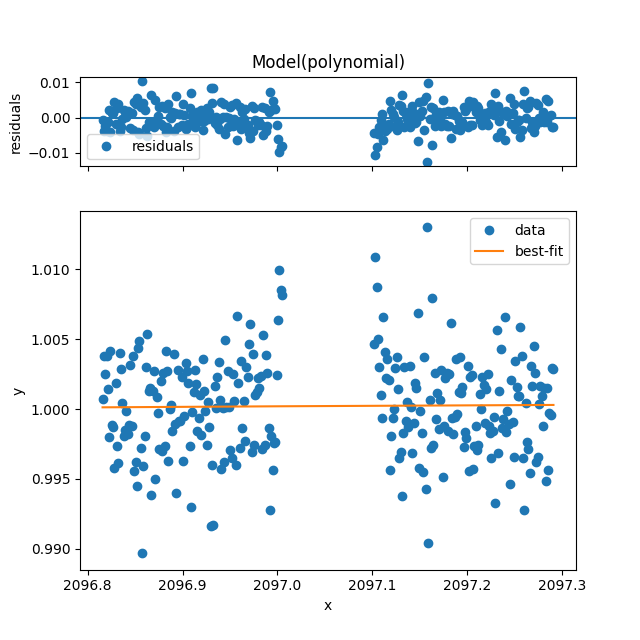 Model(polynomial)
0.01
0.00
−0.01
residuals
residuals
1.010
1.005
1.000
0.995
0.990
y
data
best-fit
2096.8 2096.9 2097.0 2097.1 2097.2 2097.3
x